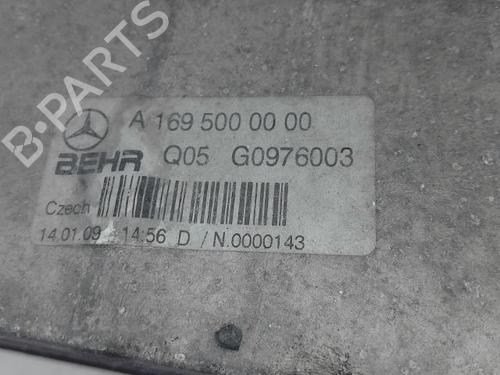 B-PARTS
A 169 500 00 00
BEHR Q05 G0976003
Czech
14.01.09 14:56 D / N.0000143